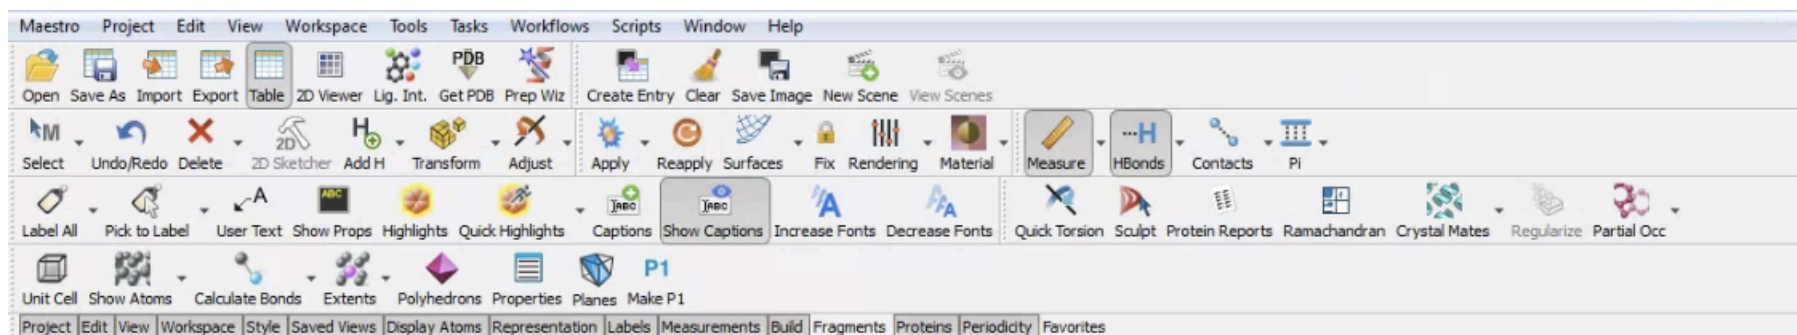 Maestro Project Edit View Workspace Tools Tasks Workflows Scripts Window Help
PDB
Open Save As Import Export Table 2D Viewer Lig. Int. Get PDB Prep Wiz Create Entry Clear Save Image New Scene View Scenes
M 2D H H
Select Undo/Redo Delete 2D Sketcher Add H Transform Adjust Apply Reapply Surfaces Fix Rendering Material Measure HBonds Contacts Pi
A ABC ABC ABC A A
Label All Pick to Label User Text Show Props Highlights Quick Highlights Captions Show Captions Increase Fonts Decrease Fonts Quick Torsion Sculpt Protein Reports Ramachandran Crystal Mates Regularize Partial Occ
P1
Unit Cell Show Atoms Calculate Bonds Extents Polyhedrons Properties Planes Make P1
Project Edit View Workspace Style Saved Views Display Atoms Representation Labels Measurements Build Fragments Proteins Periodicity Favorites